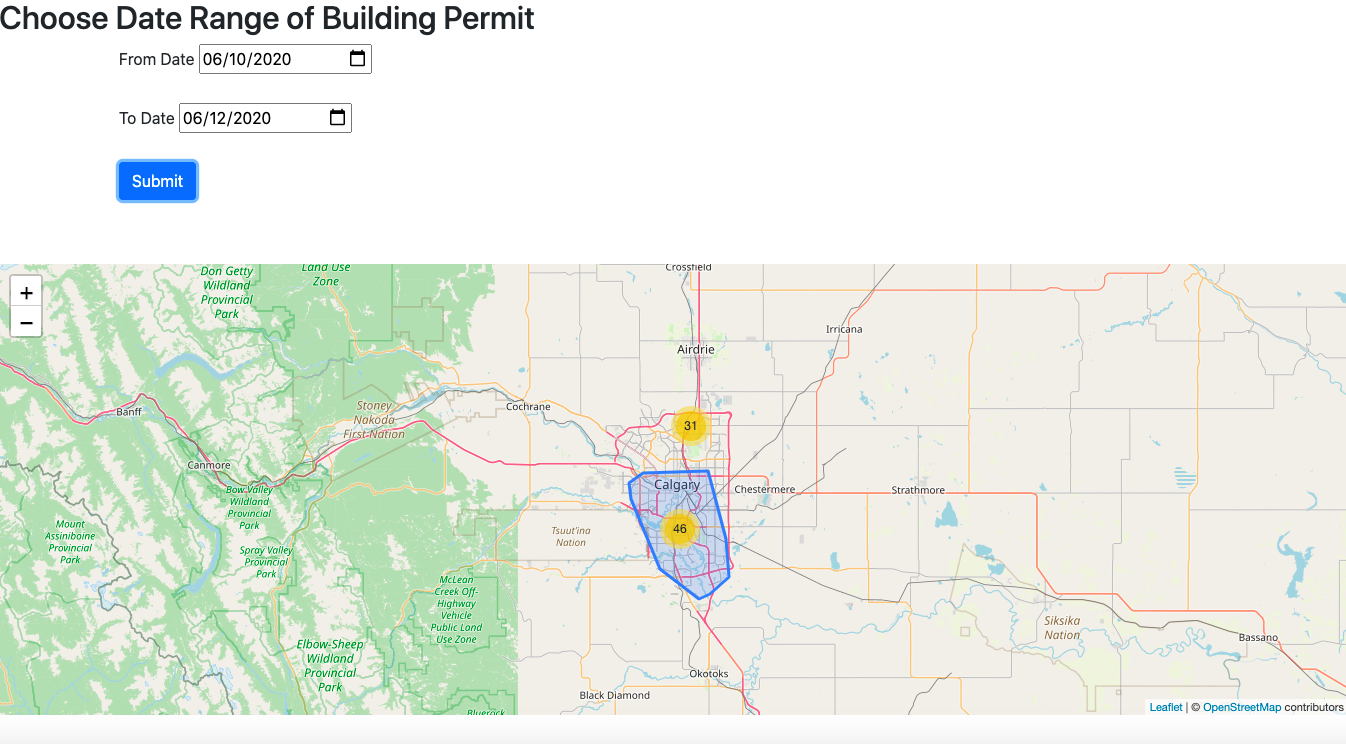 Choose Date Range of Building Permit
From Date 06/10/2020
To Date 06/12/2020
Submit
+
−
Don Getty
Wildland
Provincial
Park
Land Use
Zone
Crossfield
Irricana
Airdrie
Banff
Stoney
Nakoda
First Nation
Cochrane
31
Canmore
Calgary
Chestermere
Strathmore
Bow Valley
Wildland
Provincial
Park
Mount
Assiniboine
Provincial
Park
Tsuut'ina
Nation
46
Spray Valley
Provincial
Park
McLean
Creek Off-
Highway
Vehicle
Public Land
Use Zone
Elbow-Sheep
Wildland
Provincial
Park
Siksika
Nation
Bassano
Okotoks
Black Diamond
Bluerock
Leaflet | © OpenStreetMap contributors